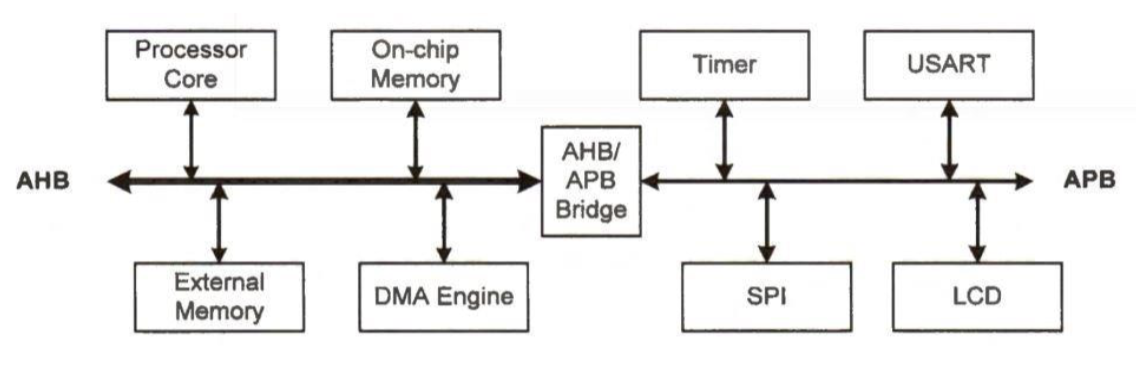 Processor
Core
On-chip
Memory
Timer
USART
AHB
AHB/
APB
Bridge
APB
External
Memory
DMA Engine
SPI
LCD